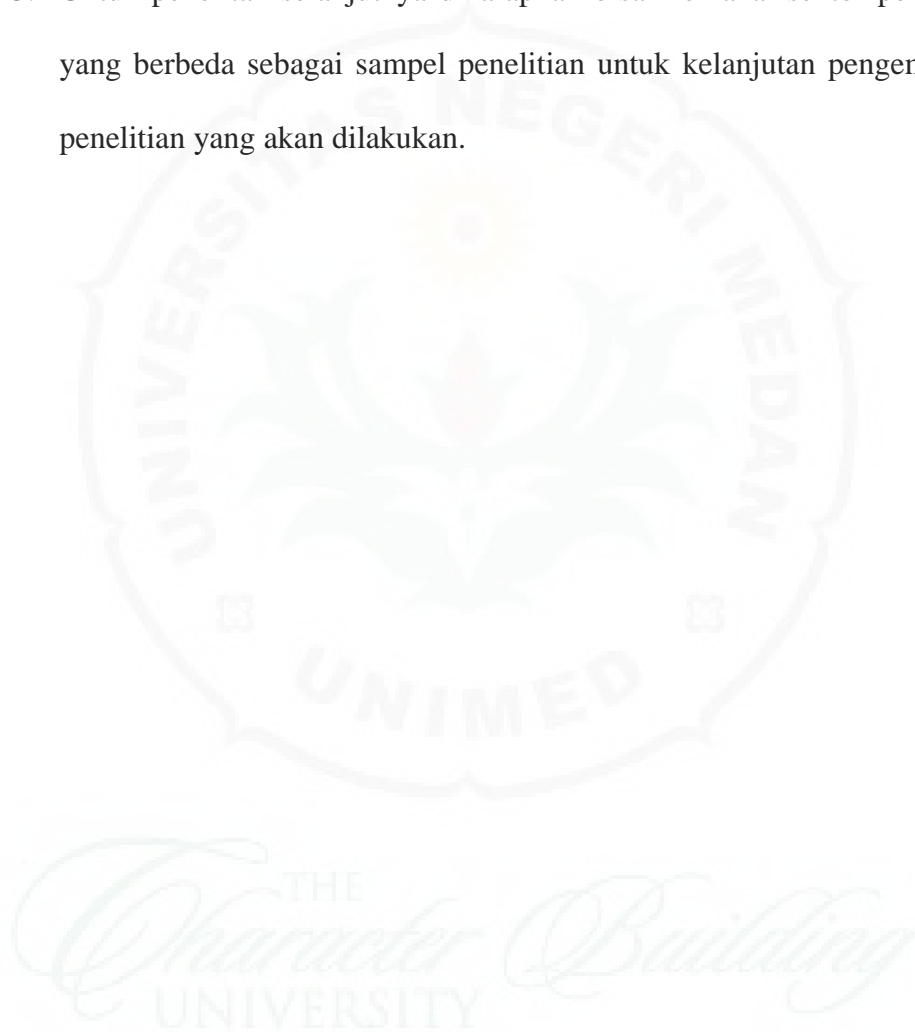 yang berbeda sebagai sampel penelitian untuk kelanjutan
penelitian yang akan dilakukan.
UNIVERSITAS NEGERI MEDAN
UNIMED
THE
Character Building
UNIVERSITY